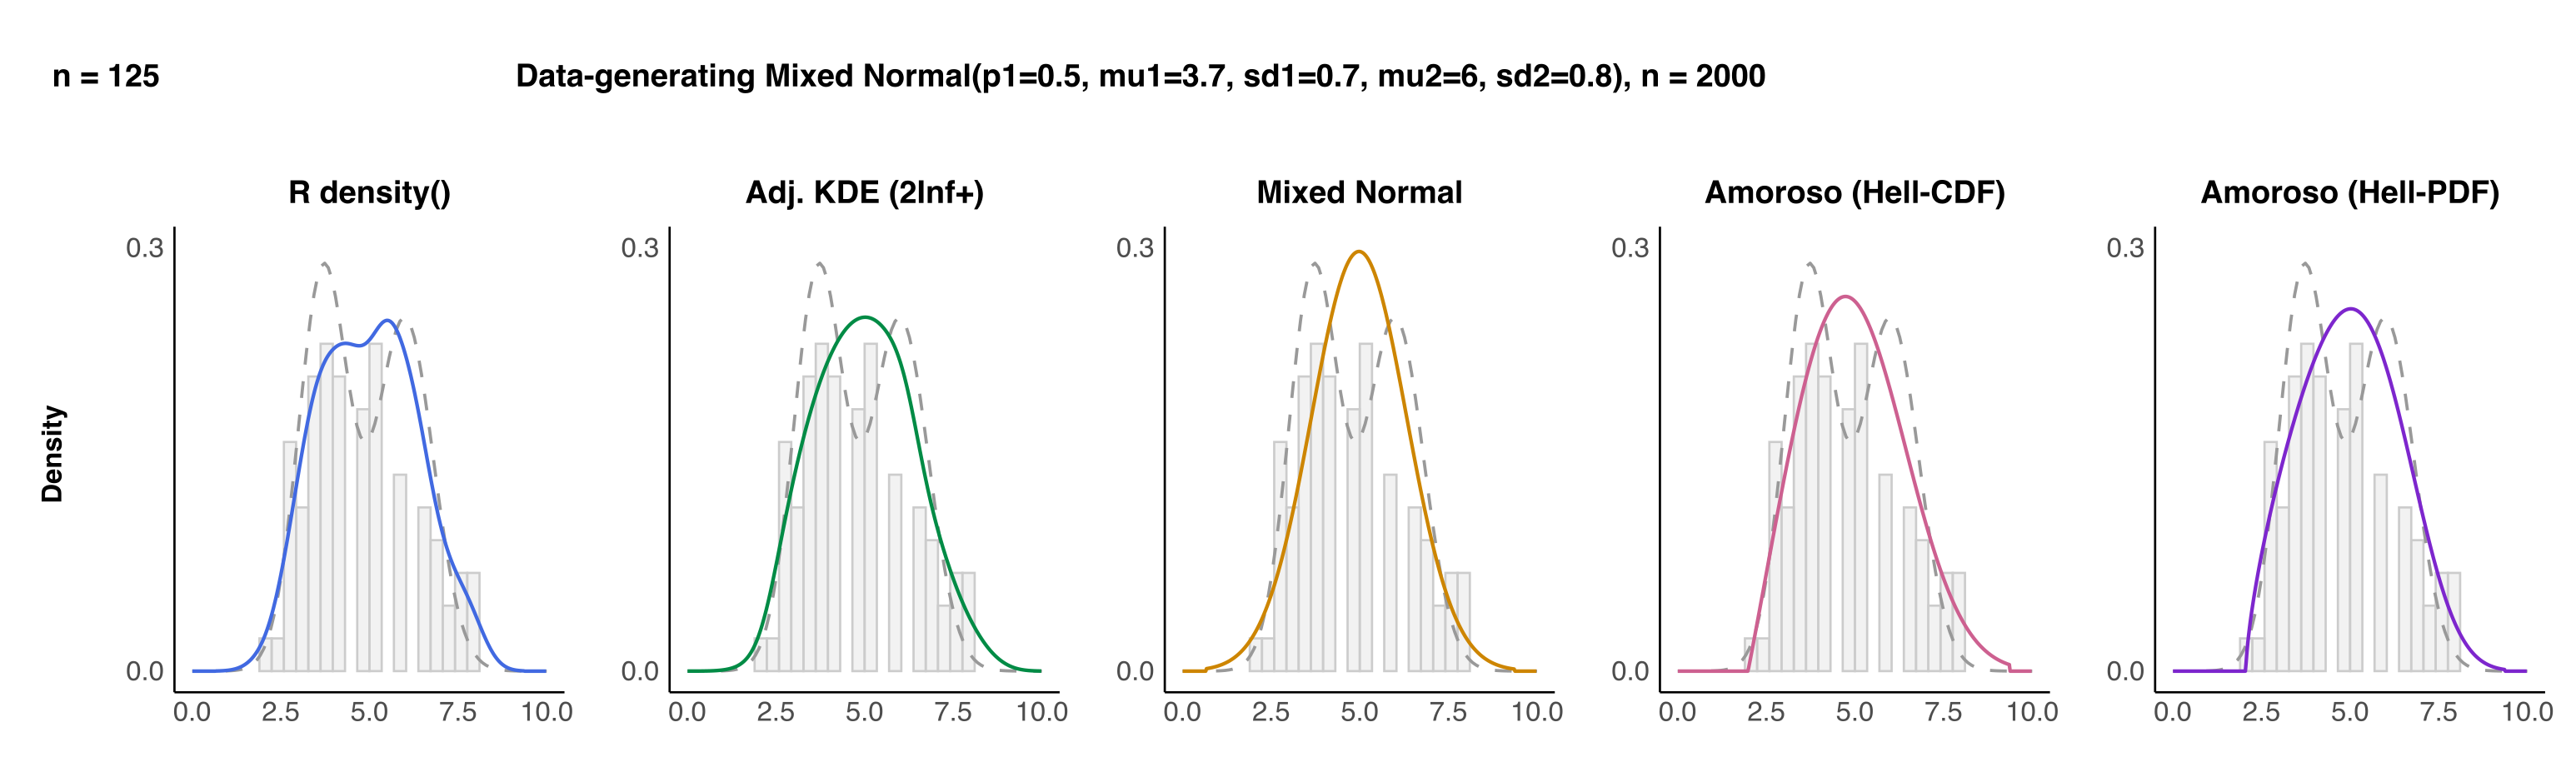 n = 125
Data-generating Mixed Normal(p1=0.5, mu1=3.7, sd1=0.7, mu2=6, sd2=0.8), n = 2000
R density()
Adj. KDE (2Inf+)
Mixed Normal
Amoroso (Hell-CDF)
Amoroso (Hell-PDF)
Density
0.3
0.0
0.0 2.5 5.0 7.5 10.0
0.3
0.0
0.0 2.5 5.0 7.5 10.0
0.3
0.0
0.0 2.5 5.0 7.5 10.0
0.3
0.0
0.0 2.5 5.0 7.5 10.0
0.3
0.0
0.0 2.5 5.0 7.5 10.0